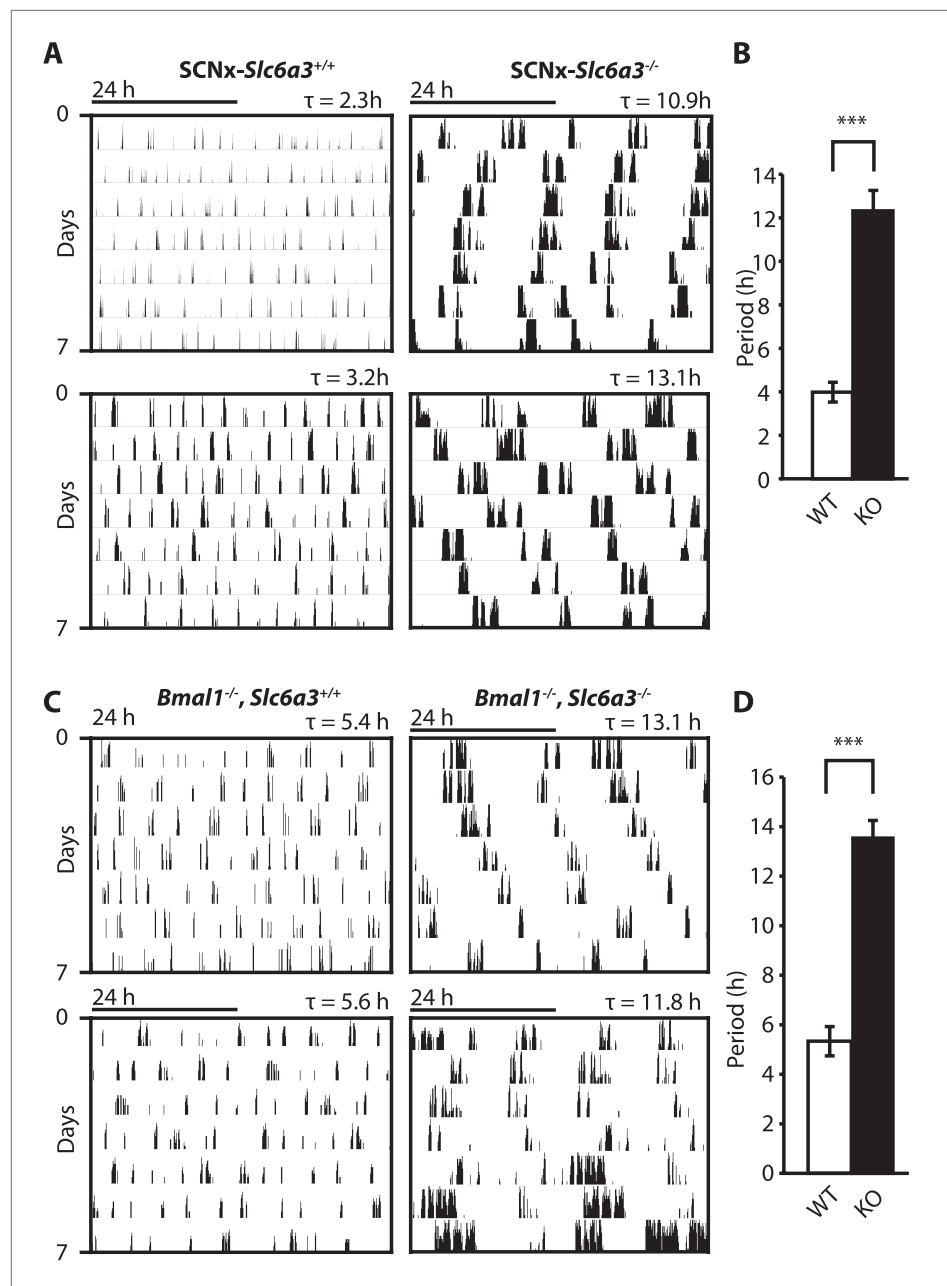 A
SCNx-Slc6a3+/+
SCNx-Slc6a3-/-
B
24 h
τ = 2.3h
24 h
τ = 10.9h
0
Days
7
τ = 3.2h
τ = 13.1h
0
Days
7
***
14
12
10
8
6
4
2
0
Period (h)
WT
KO
C
Bmal1-/-, Slc6a3+/+
Bmal1-/-, Slc6a3-/-
D
24 h
τ = 5.4 h
24 h
τ = 13.1 h
0
Days
7
24 h
τ = 5.6 h
24 h
τ = 11.8 h
0
Days
7
***
16
14
12
10
8
6
4
2
0
Period (h)
WT
KO